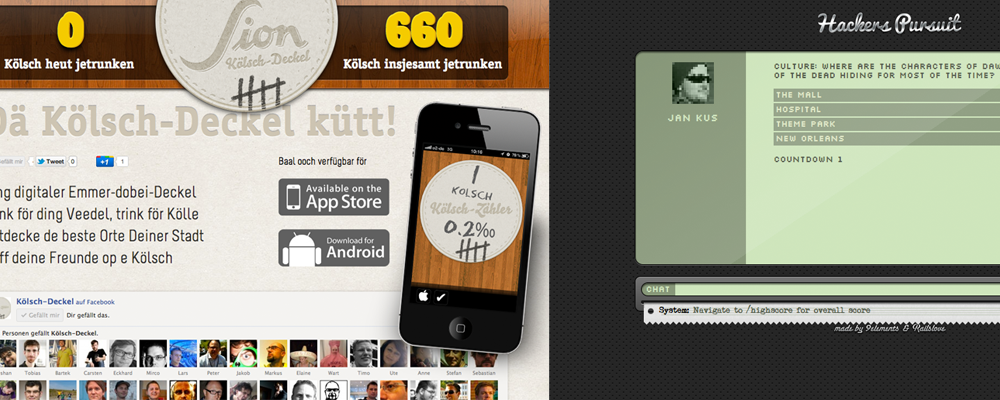 0
Kölsch heut jetrunken
Sion
Kölsch-Deckel
660
Kölsch insjesamt jetrunken
Dä Kölsch-Deckel kütt!
Gefällt mir
Tweet
0
+1
1
ng digitaler Emmer-dobei-Deckel
nk för ding Veedel, trink för Kölle
tdecke de beste Orte Deiner Stadt
ff deine Freunde op e Kölsch
Baal ooch verfügbar för
Available on the
App Store
Download for
Android
10:18
79 %
1
KÖLSCH
Kölsch-Zähler
0.2‰
Kölsch-Deckel auf Facebook
Gefällt mir
Dir gefällt das.
Personen gefällt Kölsch-Deckel.
Tobias
Bartek
Carsten
Eckhard
Mirco
Lars
Peter
Jakob
Markus
Elaine
Wart
Timo
Ute
Anne
Stefan
Sebastian
Hackers Pursuit
JAN KUS
CULTURE: WHERE ARE THE CHARACTERS OF DAW
OF THE DEAD HIDING FOR MOST OF THE TIME?
THE MALL
HOSPITAL
THEME PARK
NEW ORLEANS
COUNTDOWN 1
CHAT
System: Navigate to /highscore for overall score
made by 9elements & Railslove